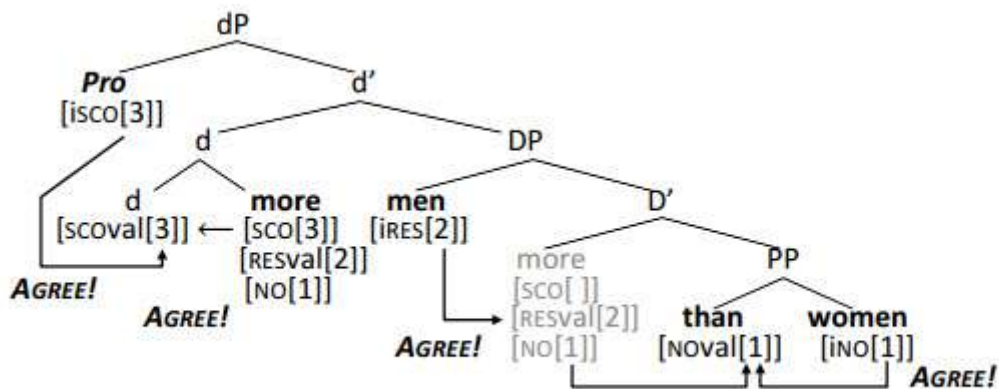 dP
Pro d’
[iSCO[3]]
d DP
d more men D’
[SCOval[3]] ← [SCO[3]] [iRES[2]]
[RESval[2]] more PP
AGREE! [NO[1]] [SCO[ ]]
AGREE! [RESval[2]] than women
AGREE! [NO[1]] [NOval[1]] [iNO[1]]
AGREE!